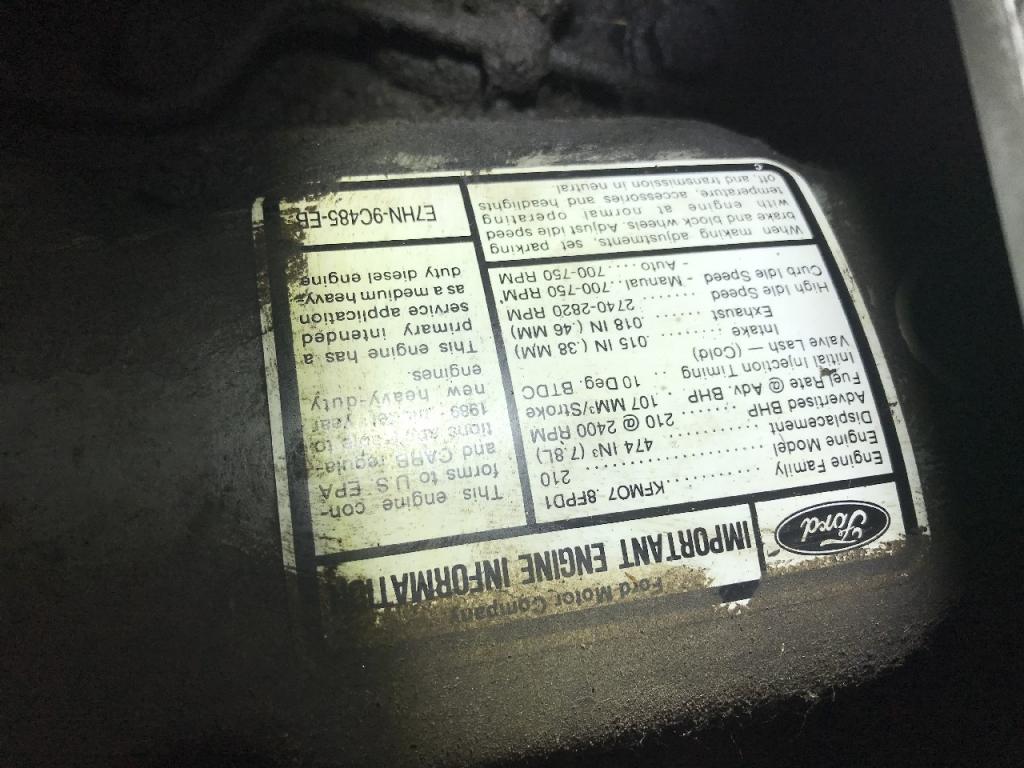 Ford Motor Company
Ford
IMPORTANT ENGINE INFORMATION
Engine Family ........ KFM07.8FPD1
Engine Model ........ 210
Displacement ........ 474 IN³ (7.8L)
Advertised BHP ........ 210 @ 2400 RPM
Fuel Rate @ Adv. BHP .. 107 MM³/Stroke
Initial Injection Timing .. 10 Deg. BTDC
Valve Lash — (Cold)
Intake ........ .015 IN (.38 MM)
Exhaust ........ .018 IN (.46 MM)
High Idle Speed ........ 2740-2820 RPM
Curb Idle Speed - Manual. 700-750 RPM
- Auto ..... 700-750 RPM
When making adjustments, set parking
brake and block wheels. Adjust idle speed
with engine at normal operating
temperature, accessories and headlights
off, and transmission in neutral.
This engine con-
forms to U.S EPA
and CARB regula-
tions to
1989 year
new heavy-duty
engines.
This engine has a
primary intended
service application
as a medium heavy-
duty diesel engine
E7HN-9C485-EB